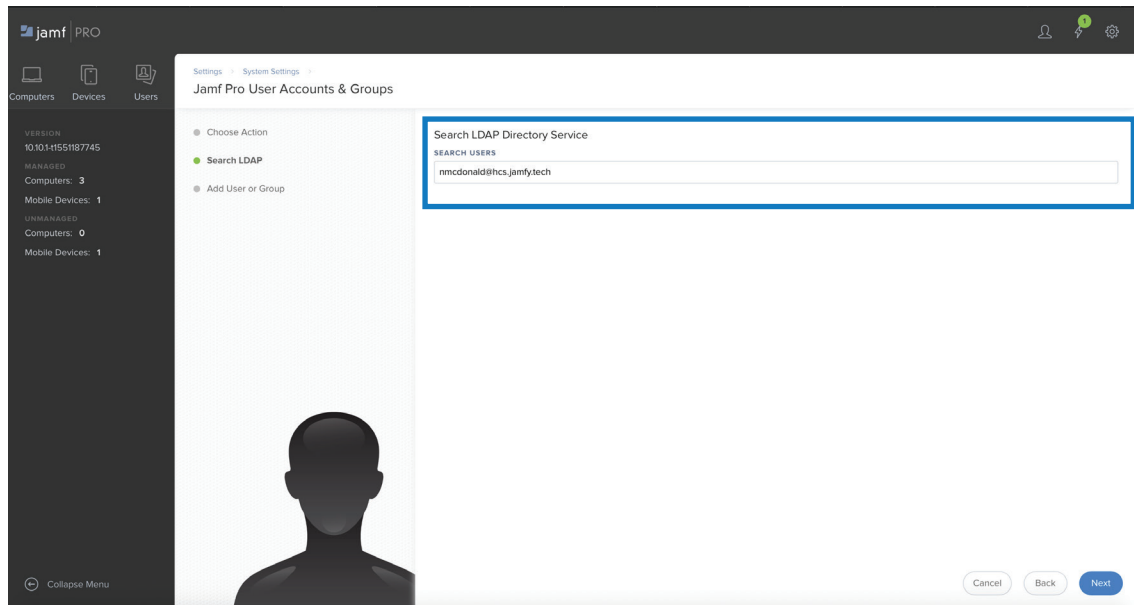 jamf PRO
1
Computers Devices Users
Settings > System Settings >
Jamf Pro User Accounts & Groups
VERSION
10.10.1-t1551187745
MANAGED
Computers: 3
Mobile Devices: 1
UNMANAGED
Computers: 0
Mobile Devices: 1
Collapse Menu
Choose Action
Search LDAP
Add User or Group
Search LDAP Directory Service
SEARCH USERS
nmcdonald@hcs.jamfy.tech
Cancel Back Next